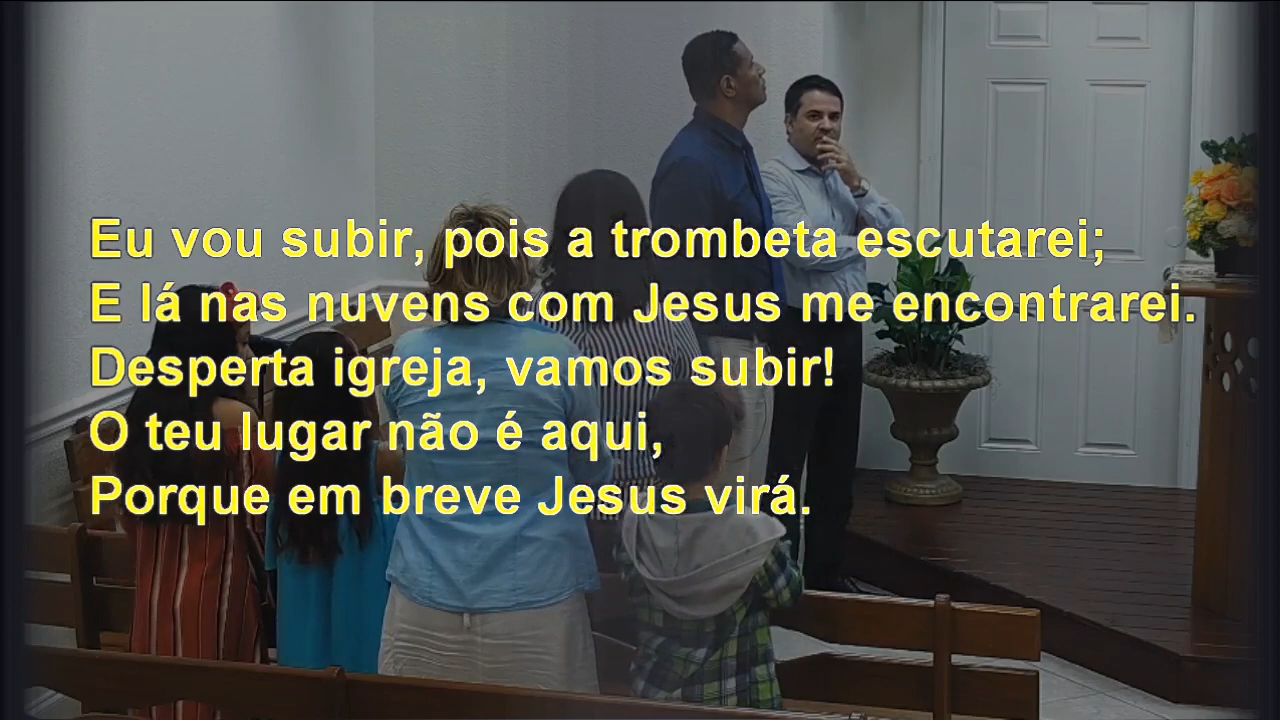 Eu vou subir, pois a trombeta escutarei;
E lá nas nuvens com Jesus me encontrarei.
Desperta igreja, vamos subir!
O teu lugar não é aqui,
Porque em breve Jesus virá.